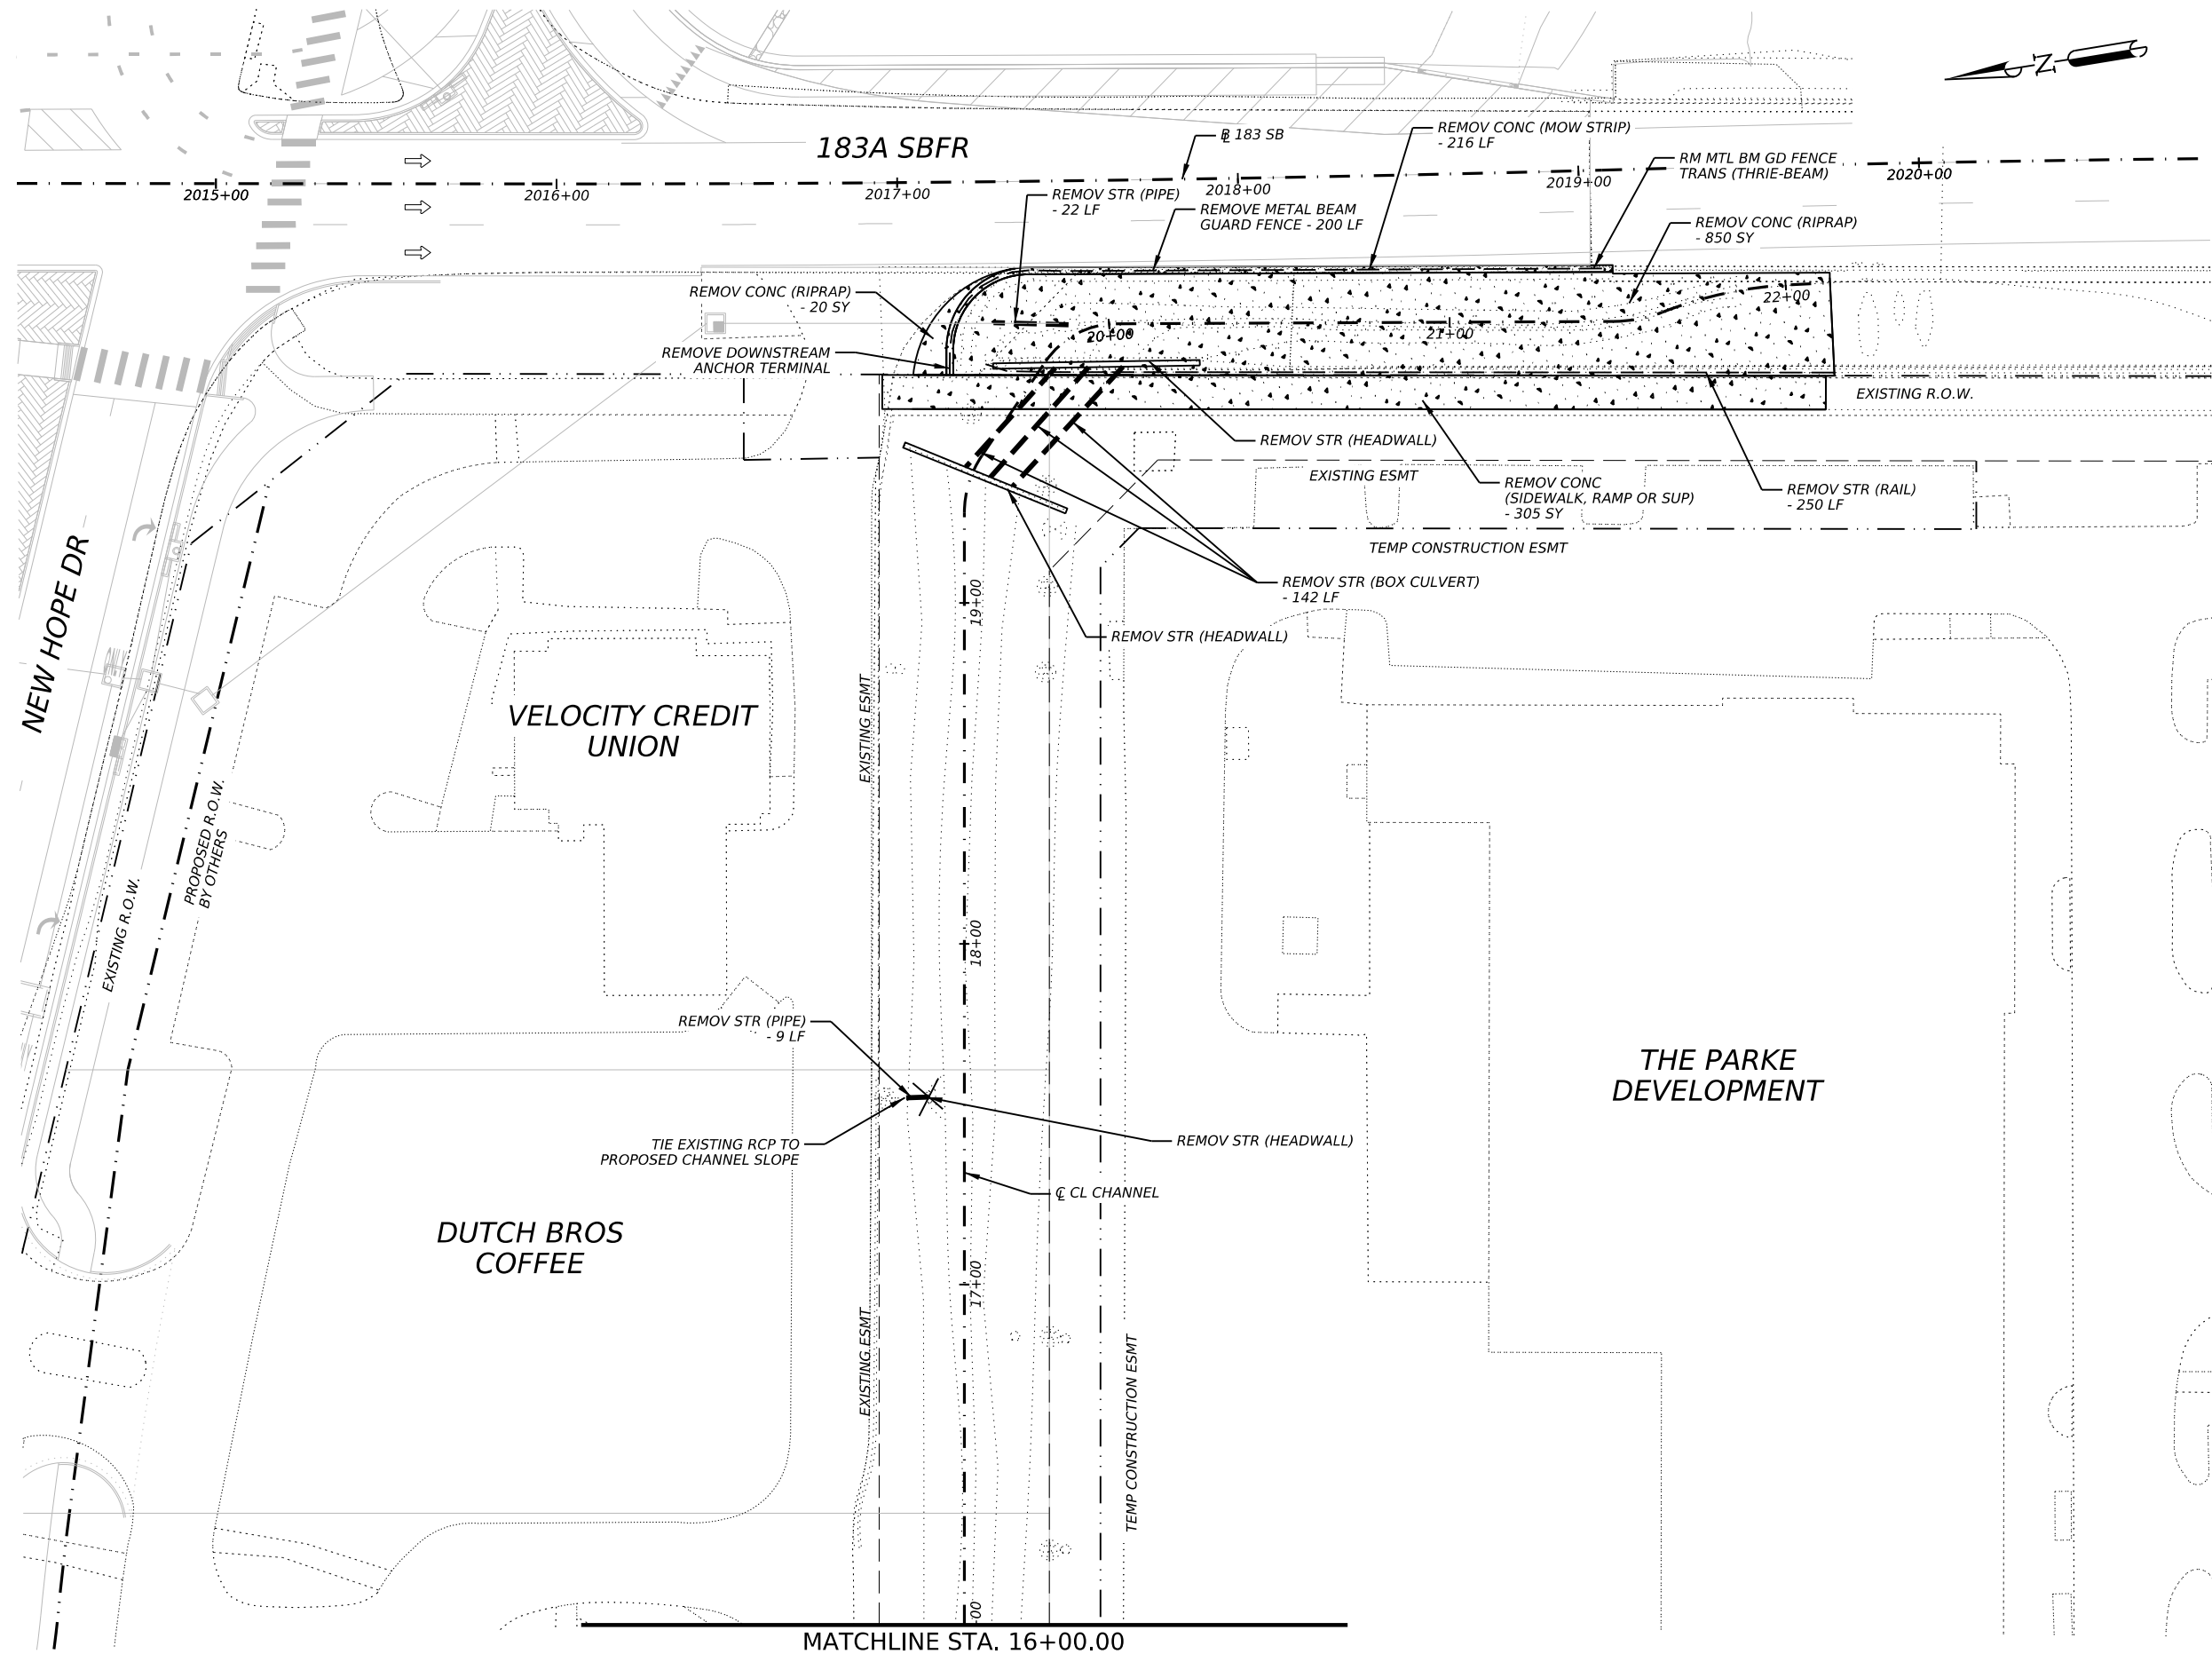 N
183A SBFR
℄ 183 SB
REMOV CONC (MOW STRIP)
- 216 LF
RM MTL BM GD FENCE
TRANS (THRIE-BEAM)
2015+00
2016+00
2017+00
2018+00
2019+00
2020+00
REMOV STR (PIPE)
- 22 LF
REMOVE METAL BEAM
GUARD FENCE - 200 LF
REMOV CONC (RIPRAP)
- 850 SY
REMOV CONC (RIPRAP)
- 20 SY
20+00
21+00
22+00
REMOVE DOWNSTREAM
ANCHOR TERMINAL
EXISTING R.O.W.
REMOV STR (HEADWALL)
EXISTING ESMT
REMOV CONC
(SIDEWALK, RAMP OR SUP)
- 305 SY
REMOV STR (RAIL)
- 250 LF
TEMP CONSTRUCTION ESMT
REMOV STR (BOX CULVERT)
- 142 LF
REMOV STR (HEADWALL)
NEW HOPE DR
19+00
VELOCITY CREDIT
UNION
EXISTING ESMT
PROPOSED R.O.W.
BY OTHERS
EXISTING R.O.W.
18+00
REMOV STR (PIPE)
- 9 LF
THE PARKE
DEVELOPMENT
TIE EXISTING RCP TO
PROPOSED CHANNEL SLOPE
REMOV STR (HEADWALL)
℄ CL CHANNEL
DUTCH BROS
COFFEE
17+00
EXISTING ESMT
TEMP CONSTRUCTION ESMT
00
MATCHLINE STA. 16+00.00